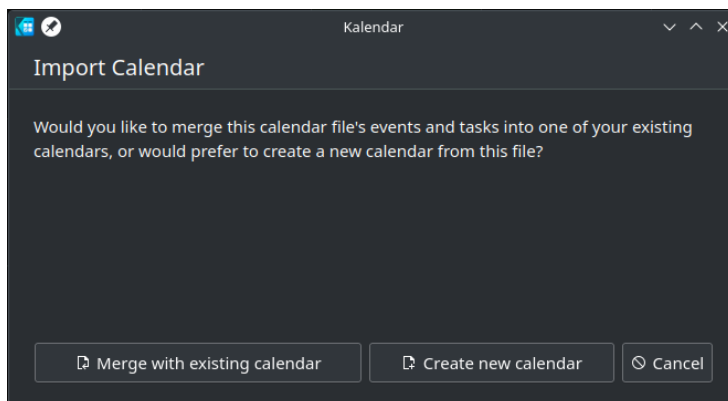 Kalendar
Import Calendar
Would you like to merge this calendar file's events and tasks into one of your existing
calendars, or would prefer to create a new calendar from this file?
Merge with existing calendar
Create new calendar
Cancel